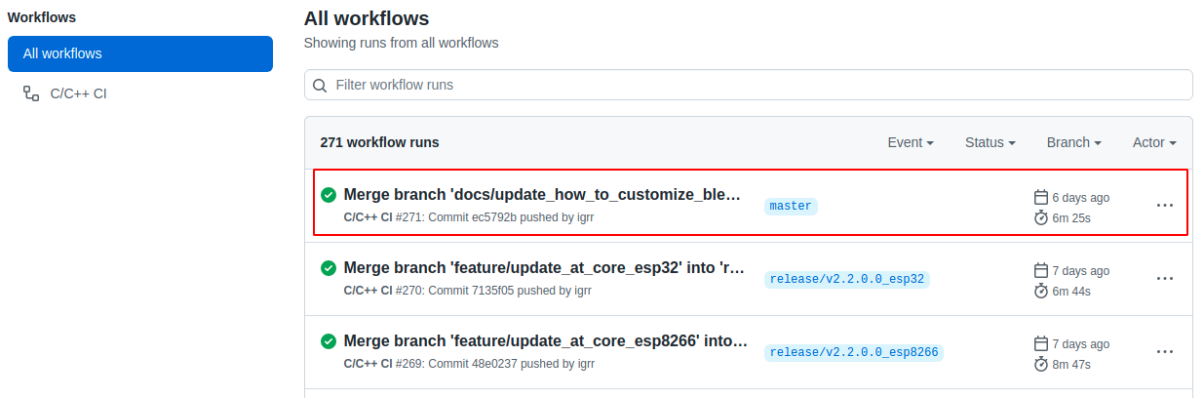 Workflows
All workflows
C/C++ CI
All workflows
Showing runs from all workflows
Filter workflow runs
271 workflow runs Event Status Branch Actor
Merge branch 'docs/update_how_to_customize_ble...
C/C++ CI #271: Commit ec5792b pushed by igrr
master
6 days ago
6m 25s
Merge branch 'feature/update_at_core_esp32' into 'r...
C/C++ CI #270: Commit 7135f05 pushed by igrr
release/v2.2.0.0_esp32
7 days ago
6m 44s
Merge branch 'feature/update_at_core_esp8266' into...
C/C++ CI #269: Commit 48e0237 pushed by igrr
release/v2.2.0.0_esp8266
7 days ago
8m 47s